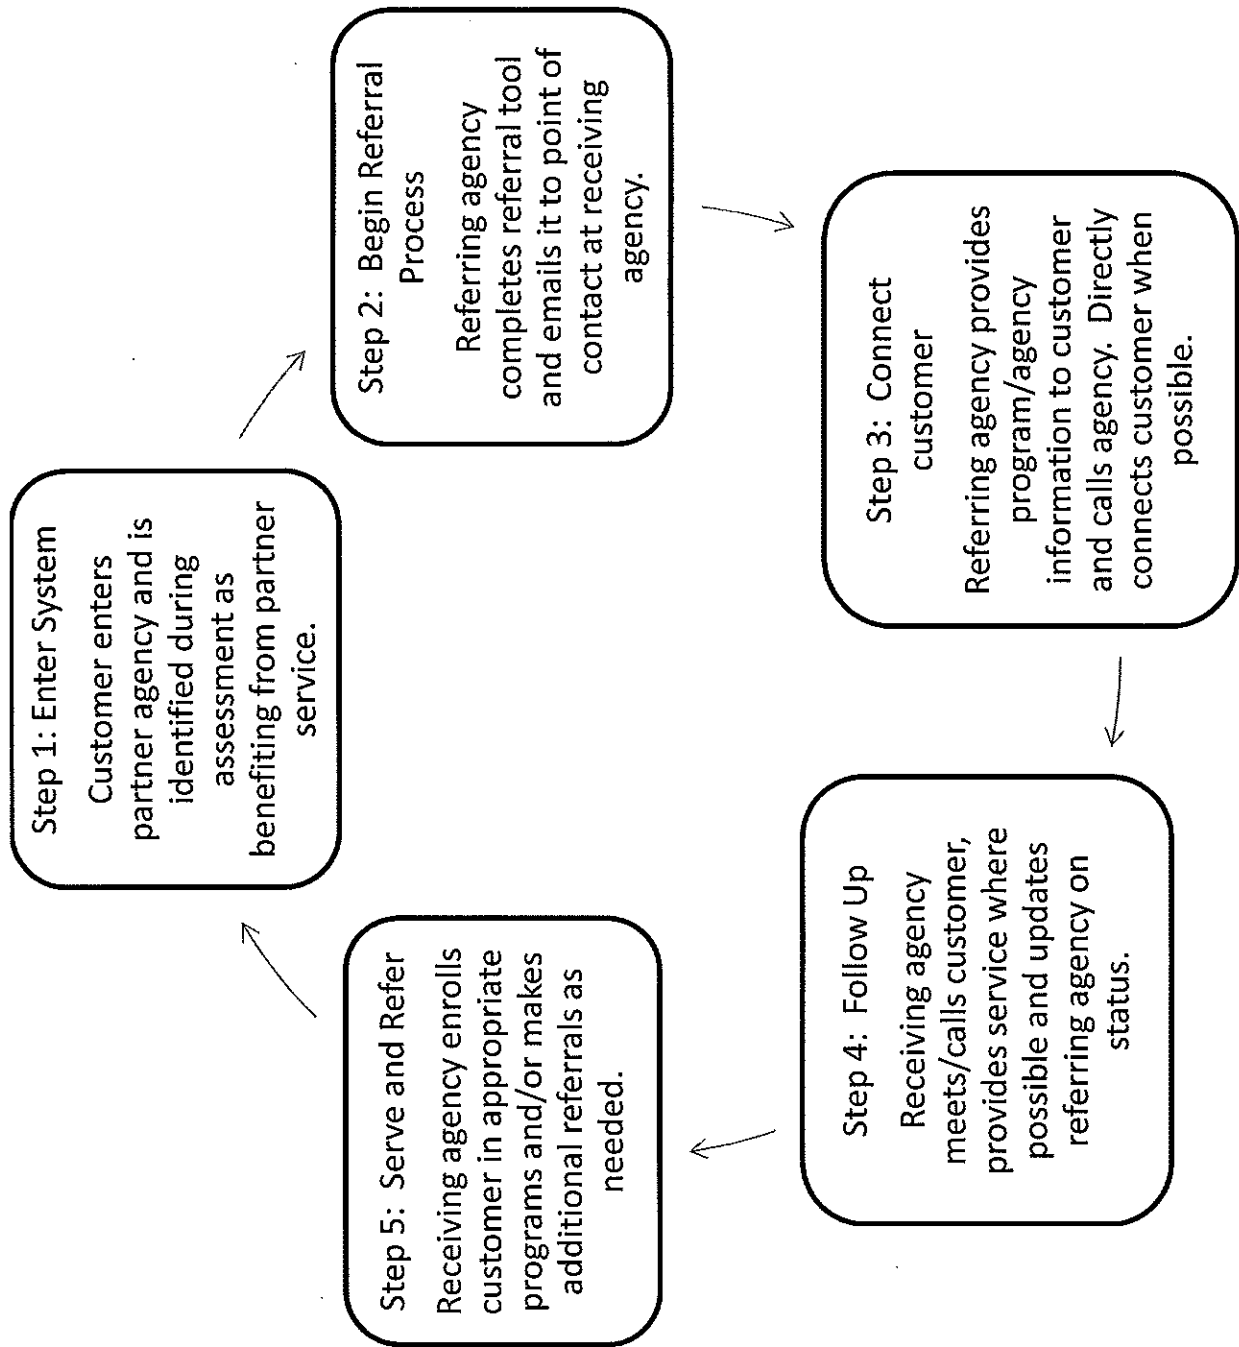 Step 1: Enter System
Customer enters
partner agency and is
identified during
assessment as
benefiting from partner
service.
Step 2: Begin Referral
Process
Referring agency
completes referral tool
and emails it to point of
contact at receiving
agency.
Step 3: Connect
customer
Referring agency provides
program/agency
information to customer
and calls agency. Directly
connects customer when
possible.
Step 4: Follow Up
Receiving agency
meets/calls customer,
provides service where
possible and updates
referring agency on
status.
Step 5: Serve and Refer
Receiving agency enrolls
customer in appropriate
programs and/or makes
additional referrals as
needed.